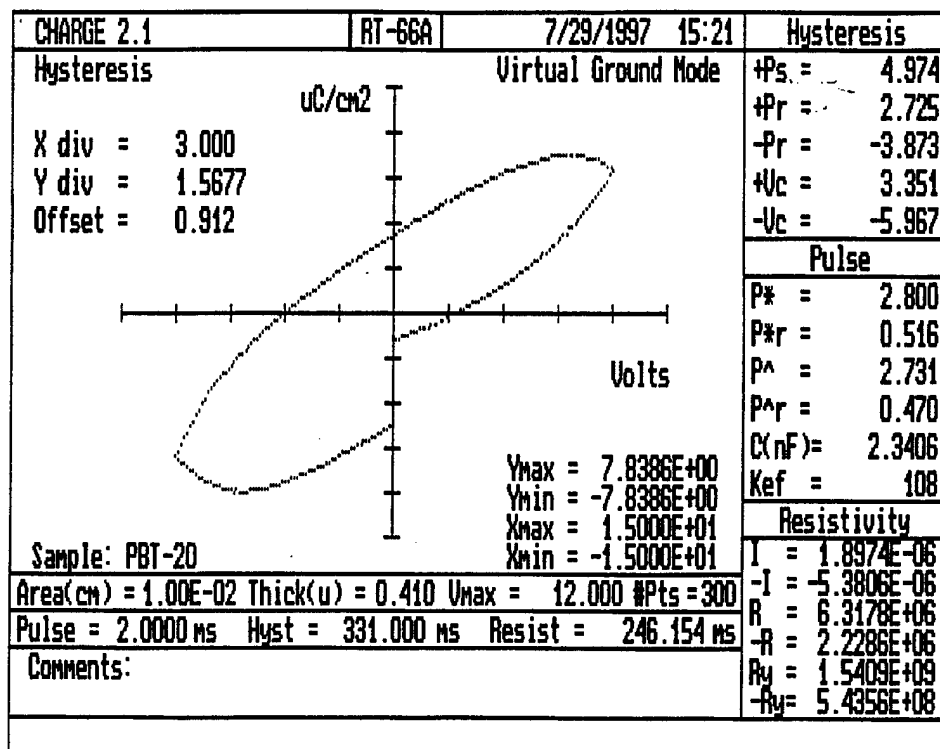 CHARGE 2.1 RT-66A 7/29/1997 15:21
Hysteresis Virtual Ground Mode
uC/cm2
X div = 3.000
Y div = 1.5677
Offset = 0.912
Volts
Ymax = 7.8386E+00
Ymin = -7.8386E+00
Xmax = 1.5000E+01
Xmin = -1.5000E+01
Sample: PBT-20
Area(cm) = 1.00E-02 Thick(u) = 0.410 Vmax = 12.000 #Pts = 300
Pulse = 2.0000 ms Hyst = 331.000 ms Resist = 246.154 ms
Comments:
Hysteresis
+Ps = 4.974
+Pr = 2.725
-Pr = -3.873
+Vc = 3.351
-Vc = -5.967
Pulse
P* = 2.800
P*r = 0.516
P^ = 2.731
P^r = 0.470
C(nF)= 2.3406
Kef = 108
Resistivity
I = 1.8974E-06
-I = -5.3806E-06
R = 6.3178E+06
-R = 2.2286E+06
Ry = 1.5409E+09
-Ry= 5.4356E+08